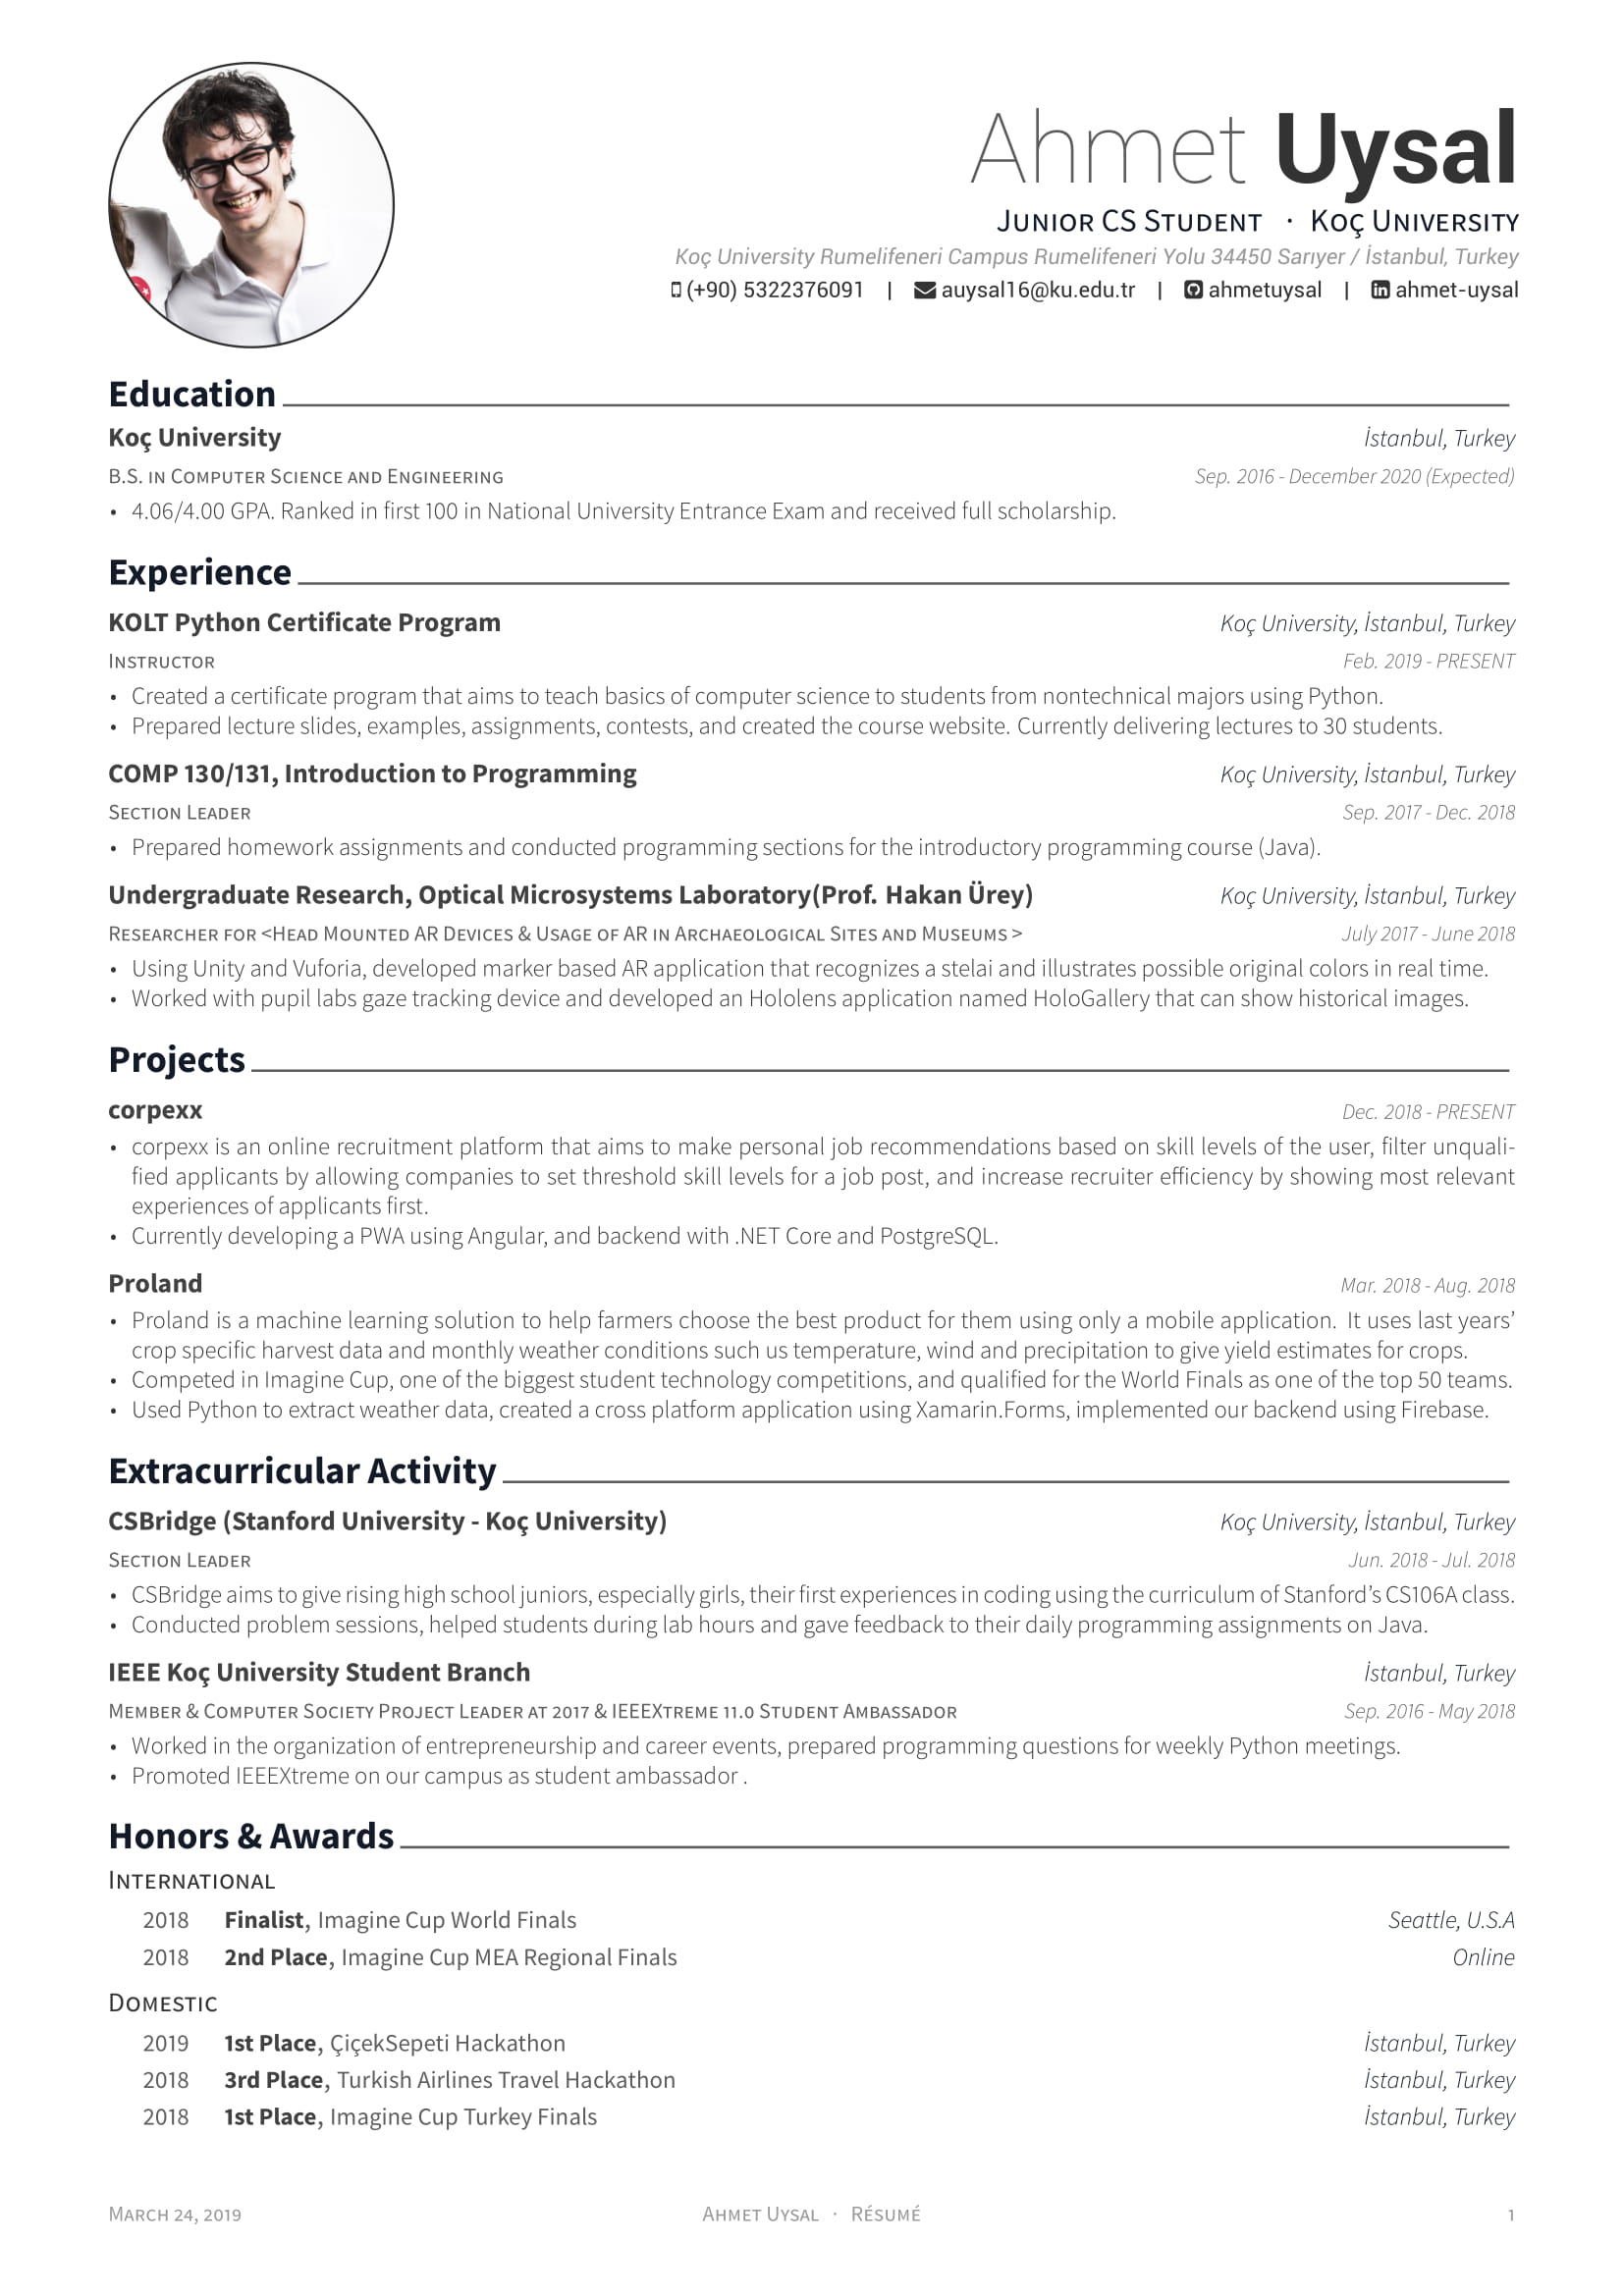 Ahmet Uysal
Junior CS Student · Koç University
Koç University Rumelifeneri Campus Rumelifeneri Yolu 34450 Sarıyer / İstanbul, Turkey
(+90) 5322376091 | auysal16@ku.edu.tr | ahmetuysal | ahmet-uysal
Education
Koç University İstanbul, Turkey
B.S. in Computer Science and Engineering Sep. 2016 - December 2020 (Expected)
• 4.06/4.00 GPA. Ranked in first 100 in National University Entrance Exam and received full scholarship.
Experience
KOLT Python Certificate Program Koç University, İstanbul, Turkey
Instructor Feb. 2019 - PRESENT
• Created a certificate program that aims to teach basics of computer science to students from nontechnical majors using Python.
• Prepared lecture slides, examples, assignments, contests, and created the course website. Currently delivering lectures to 30 students.
COMP 130/131, Introduction to Programming Koç University, İstanbul, Turkey
Section Leader Sep. 2017 - Dec. 2018
• Prepared homework assignments and conducted programming sections for the introductory programming course (Java).
Undergraduate Research, Optical Microsystems Laboratory(Prof. Hakan Ürey) Koç University, İstanbul, Turkey
Researcher for <Head Mounted AR Devices & Usage of AR in Archaeological Sites and Museums > July 2017 - June 2018
• Using Unity and Vuforia, developed marker based AR application that recognizes a stelai and illustrates possible original colors in real time.
• Worked with pupil labs gaze tracking device and developed an Hololens application named HoloGallery that can show historical images.
Projects
corpexx Dec. 2018 - PRESENT
• corpexx is an online recruitment platform that aims to make personal job recommendations based on skill levels of the user, filter unquali-
fied applicants by allowing companies to set threshold skill levels for a job post, and increase recruiter efficiency by showing most relevant
experiences of applicants first.
• Currently developing a PWA using Angular, and backend with .NET Core and PostgreSQL.
Proland Mar. 2018 - Aug. 2018
• Proland is a machine learning solution to help farmers choose the best product for them using only a mobile application. It uses last years’
crop specific harvest data and monthly weather conditions such us temperature, wind and precipitation to give yield estimates for crops.
• Competed in Imagine Cup, one of the biggest student technology competitions, and qualified for the World Finals as one of the top 50 teams.
• Used Python to extract weather data, created a cross platform application using Xamarin.Forms, implemented our backend using Firebase.
Extracurricular Activity
CSBridge (Stanford University - Koç University) Koç University, İstanbul, Turkey
Section Leader Jun. 2018 - Jul. 2018
• CSBridge aims to give rising high school juniors, especially girls, their first experiences in coding using the curriculum of Stanford’s CS106A class.
• Conducted problem sessions, helped students during lab hours and gave feedback to their daily programming assignments on Java.
IEEE Koç University Student Branch İstanbul, Turkey
Member & Computer Society Project Leader at 2017 & IEEEXtreme 11.0 Student Ambassador Sep. 2016 - May 2018
• Worked in the organization of entrepreneurship and career events, prepared programming questions for weekly Python meetings.
• Promoted IEEEXtreme on our campus as student ambassador .
Honors & Awards
International
2018 Finalist, Imagine Cup World Finals Seattle, U.S.A
2018 2nd Place, Imagine Cup MEA Regional Finals Online
Domestic
2019 1st Place, ÇiçekSepeti Hackathon İstanbul, Turkey
2018 3rd Place, Turkish Airlines Travel Hackathon İstanbul, Turkey
2018 1st Place, Imagine Cup Turkey Finals İstanbul, Turkey
March 24, 2019 Ahmet Uysal · Résumé 1